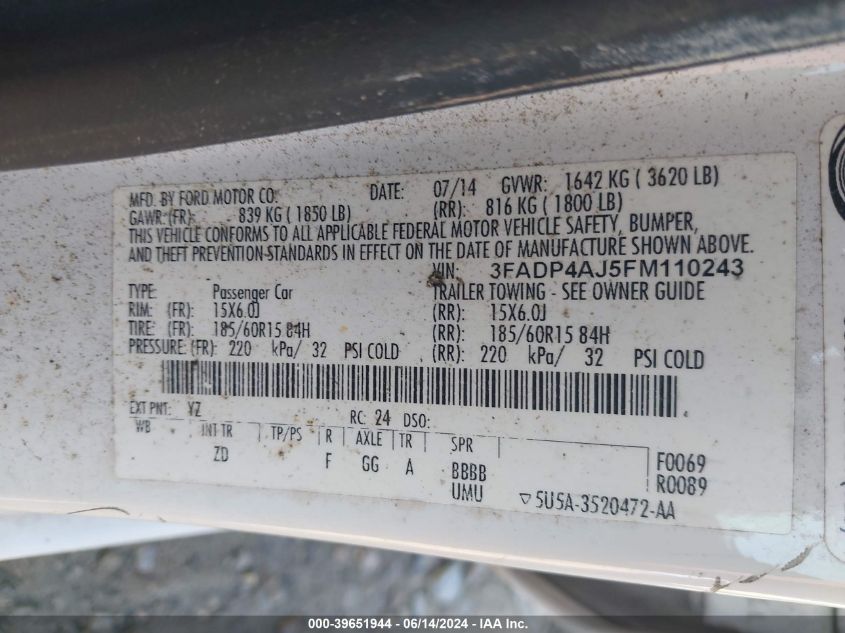 MFD. BY FORD MOTOR CO. DATE: 07/14 GVWR: 1642 KG ( 3620 LB)
GAWR:(FR): 839 KG ( 1850 LB) (RR): 816 KG ( 1800 LB)
THIS VEHICLE CONFORMS TO ALL APPLICABLE FEDERAL MOTOR VEHICLE SAFETY, BUMPER,
AND THEFT PREVENTION-STANDARDS IN EFFECT ON THE DATE OF MANUFACTURE SHOWN ABOVE.
VIN: 3FADP4AJ5FM110243
TYPE: Passenger Car TRAILER TOWING - SEE OWNER GUIDE
RIM: (FR): 15X6.0J (RR): 15X6.0J
TIRE: (FR): 185/60R15 84H (RR): 185/60R15 84H
PRESSURE:(FR): 220 kPa/ 32 PSI COLD (RR): 220 kPa/ 32 PSI COLD
EXT PNT: YZ RC: 24 DSO:
WB INT TR TP/PS R AXLE TR SPR
ZD F GG A BBBB F0069
UMU R0089
▽5U5A-3520472-AA
000-39651944 - 06/14/2024 - IAA Inc.